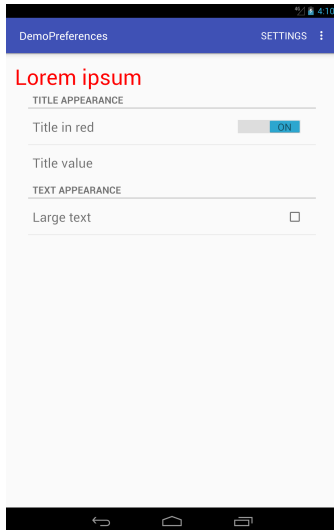 4:10
DemoPreferences SETTINGS
Lorem ipsum
TITLE APPEARANCE
Title in red ON
Title value
TEXT APPEARANCE
Large text